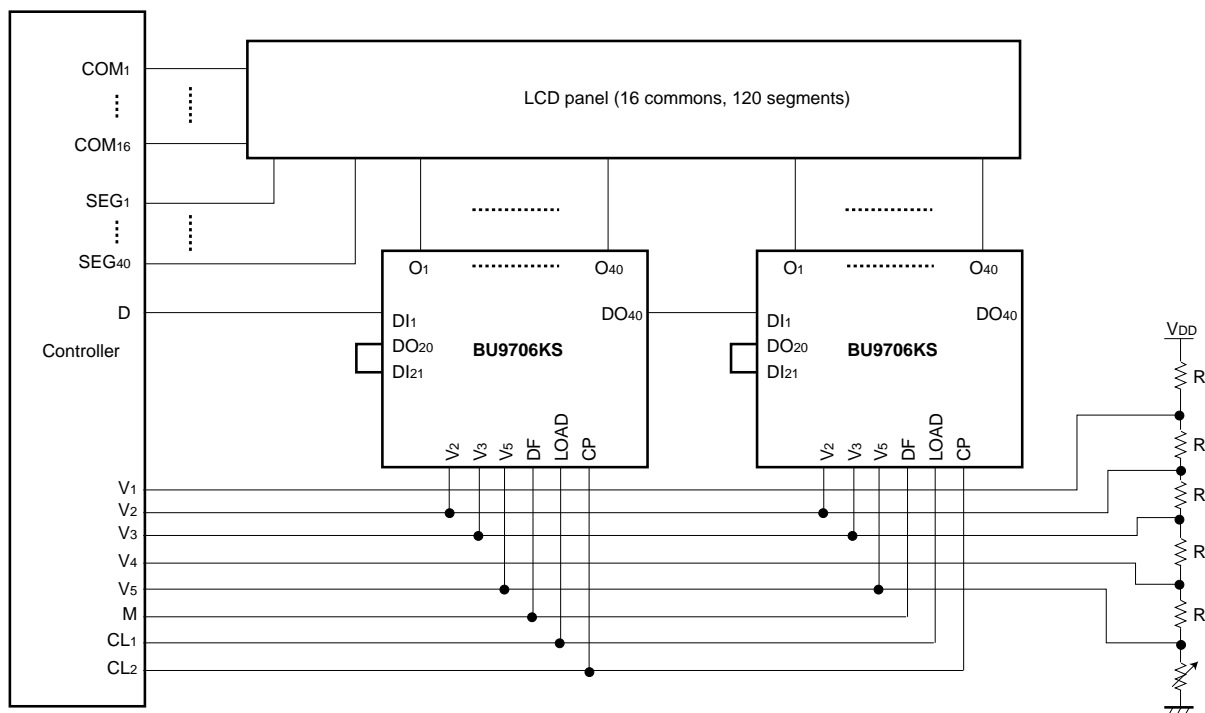 COM1
COM16
SEG1
SEG40
D
Controller
V1
V2
V3
V4
V5
M
CL1
CL2
LCD panel (16 commons, 120 segments)
O1
O40
DI1
DO20
DI21
DO40
BU9706KS
V2
V3
V5
DF
LOAD
CP
O1
O40
DI1
DO20
DI21
DO40
BU9706KS
V2
V3
V5
DF
LOAD
CP
VDD
R
R
R
R
R